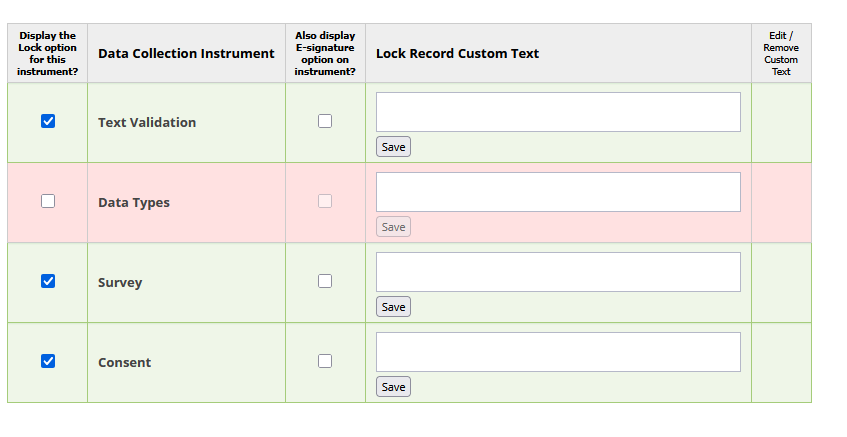 Display the
Lock option
for this
instrument?
Data Collection Instrument
Also display
E-signature
option on
instrument?
Lock Record Custom Text
Edit /
Remove
Custom
Text
Text Validation
Save
Data Types
Save
Survey
Save
Consent
Save